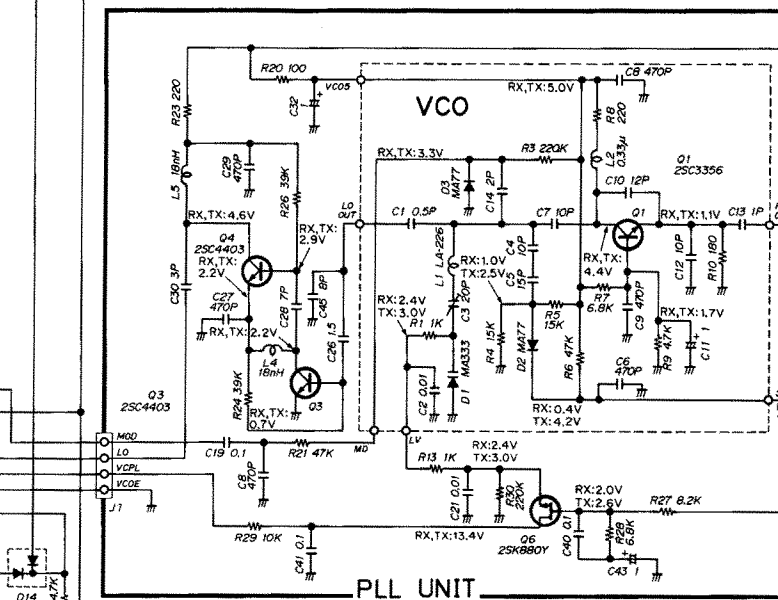 R20 100
VCO5
C32
+
R23 220
L5 18nH
C29
470P
R26 39K
RX,TX:4.6V
Q4
2SC4403
RX,TX:
2.2V
RX,TX:
2.9V
C30 3P
C27
470P
C28 7P
C45 8P
C26 1.5
RX,TX:2.2V
L4
18nH
R24 39K
RX,TX:
0.7V
Q3
Q3
2SC4403
LO
OUT
VCO
RX,TX:5.0V
C8 470P
R8
220
L2
0.33μ
RX,TX:3.3V
R3 220K
D3
MA77
C14 2P
C10 12P
Q1
2SC3356
Q1
C1 0.5P
C7 10P
RX,TX:1.1V
C13 1P
L1 LA-226
C4
10P
C5
15P
RX:1.0V
TX:2.5V
RX,TX:
4.4V
C12 10P
R10 180
R7
6.8K
C3 20P
RX:2.4V
TX:3.0V
R1 1K
R4 15K
R5
15K
D2 MA77
R6 47K
C9 470P
RX,TX:1.7V
R9 4.7K
C11 1
+
MA333
D1
C2 0.01
C6
470P
RX:0.4V
TX:4.2V
MOD
LO
VCPL
VCOE
J1
C19 0.1
R21 47K
MD
LV
C8
470P
R13 1K
RX:2.4V
TX:3.0V
C21 0.01
R30
220K
RX:2.0V
TX:2.6V
R27 8.2K
R29 10K
C41 0.1
RX,TX:13.4V
Q6
2SK880Y
C40 0.1
R28
6.8K
C43 1
+
D14
4.7K
PLL UNIT